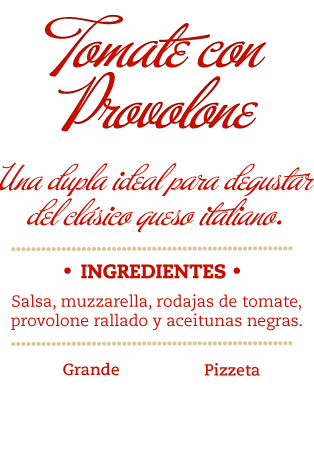 Tomate con
Provolone
Una dupla ideal para degustar
del clásico queso italiano.
• INGREDIENTES •
Salsa, muzzarella, rodajas de tomate,
provolone rallado y aceitunas negras.
Grande Pizzeta